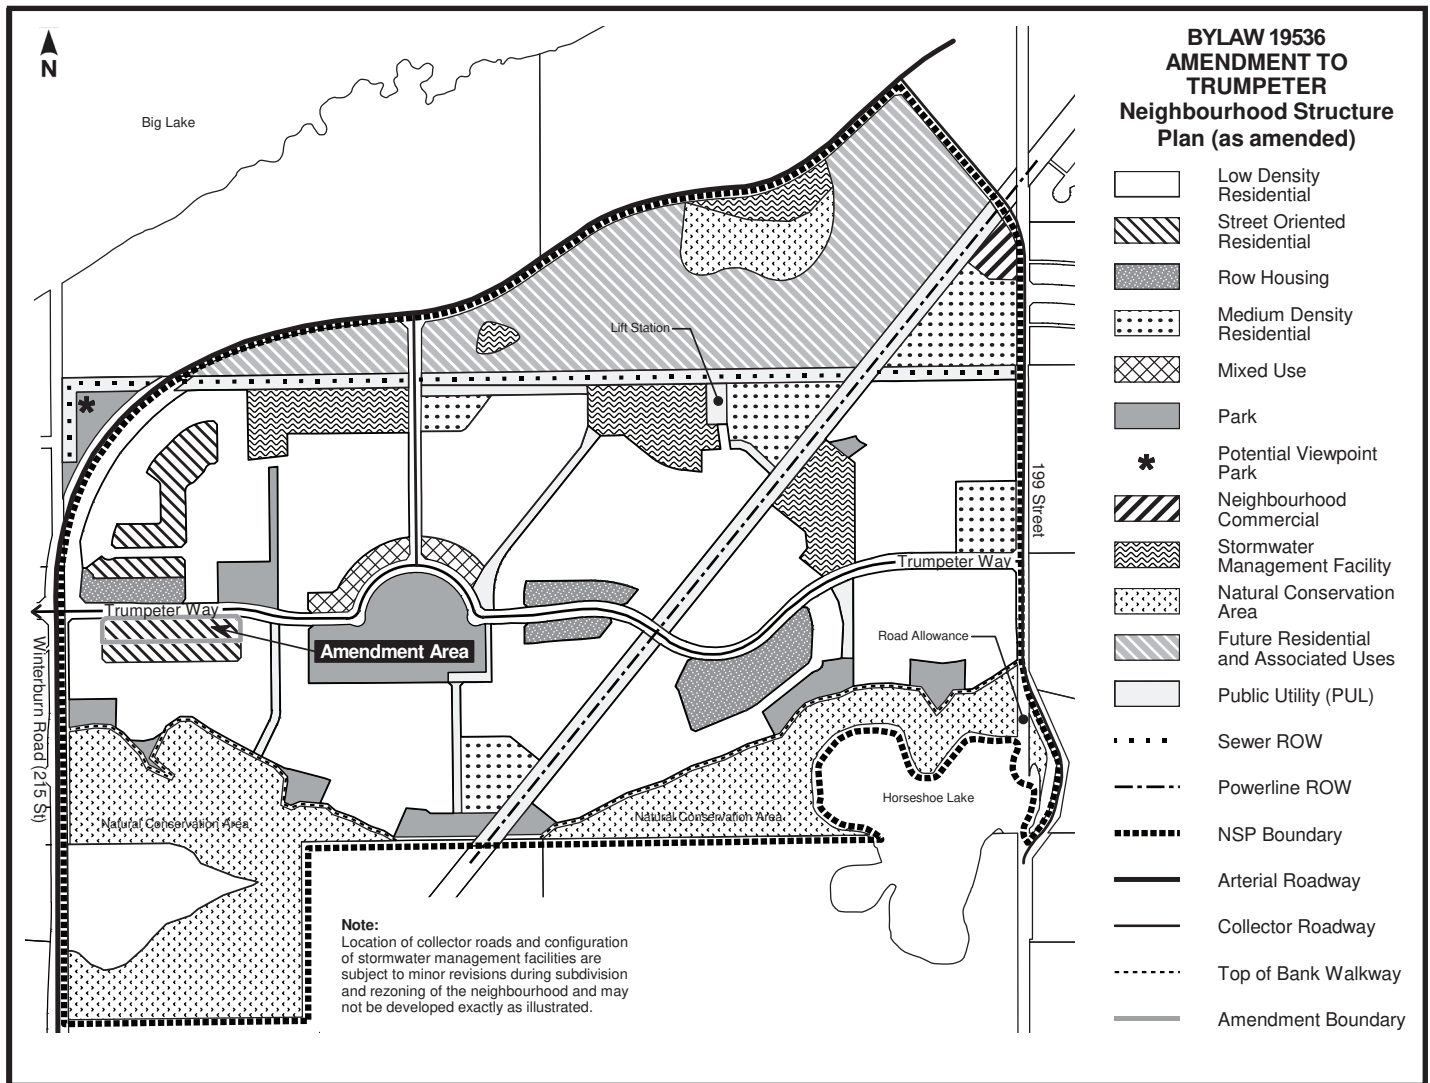 N
Big Lake
Lift Station
199 Street
Trumpeter Way
Trumpeter Way
Amendment Area
Road Allowance
Winterburn Road (215 St)
Horseshoe Lake
Natural Conservation Area
Natural Conservation Area
Note:
Location of collector roads and configuration
of stormwater management facilities are
subject to minor revisions during subdivision
and rezoning of the neighbourhood and may
not be developed exactly as illustrated.
BYLAW 19536
AMENDMENT TO
TRUMPETER
Neighbourhood Structure
Plan (as amended)
Low Density
Residential
Street Oriented
Residential
Row Housing
Medium Density
Residential
Mixed Use
Park
Potential Viewpoint
Park
Neighbourhood
Commercial
Stormwater
Management Facility
Natural Conservation
Area
Future Residential
and Associated Uses
Public Utility (PUL)
Sewer ROW
Powerline ROW
NSP Boundary
Arterial Roadway
Collector Roadway
Top of Bank Walkway
Amendment Boundary